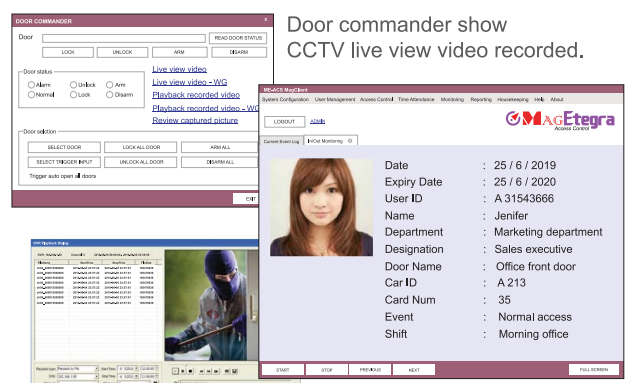 Door commander show
CCTV live view video recorded.
DOOR COMMANDER x
Door READ DOOR STATUS
LOCK UNLOCK ARM DISARM
Door status
Alarm Unlock Arm
Normal Lock Disarm
Live view video
Live view video - WG
Playback recorded video
Playback recorded video - WG
Review captured picture
Door selction
SELECT DOOR LOCK ALL DOOR ARM ALL
SELECT TRIGGER INPUT UNLOCK ALL DOOR DISARM ALL
Trigger auto open all doors
EXIT
ME-ACS MagClient
System Configuration User Management Access Control Time Attendance Monitoring Reporting Housekeeping Help About
LOGOUT ADMIN
MAGEtegra
Access Control
Current Event Log In/Out Monitoring
Date : 25 / 6 / 2019
Expiry Date : 25 / 6 / 2020
User ID : A 31543666
Name : Jenifer
Department : Marketing department
Designation : Sales executive
Door Name : Office front door
Car ID : A 213
Card Num : 35
Event : Normal access
Shift : Morning office
START STOP PREVIOUS NEXT FULL SCREEN